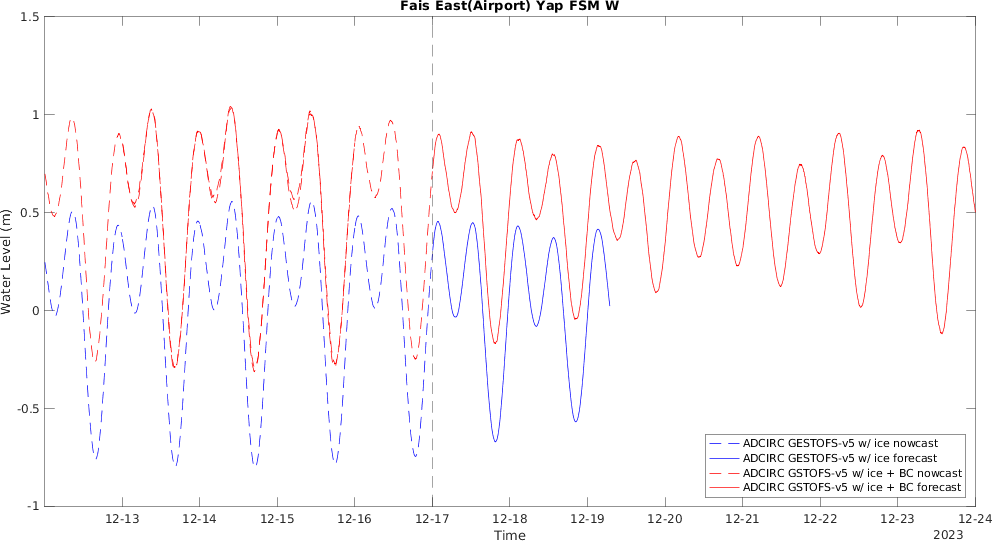 Fais East(Airport) Yap FSM W
Water Level (m)
1.5
1
0.5
0
-0.5
-1
ADCIRC GESTOFS-v5 w/ ice nowcast
ADCIRC GESTOFS-v5 w/ ice forecast
ADCIRC GSTOFS-v5 w/ ice + BC nowcast
ADCIRC GSTOFS-v5 w/ ice + BC forecast
12-13 12-14 12-15 12-16 12-17 12-18 12-19 12-20 12-21 12-22 12-23 12-24
Time
2023